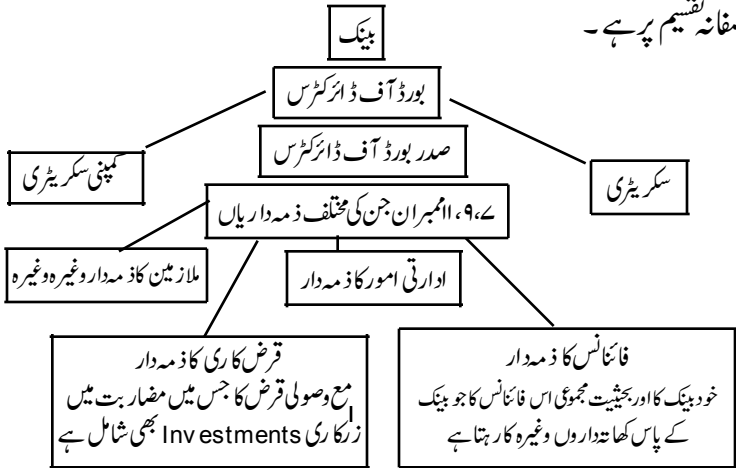 منصفانہ تقسیم پر ہے ۔
بینک
بورڈ آف ڈائرکٹرس
صدر بورڈ آف ڈائرکٹرس
سکریٹری
کمپنی سکریٹری
۷،۹، ۱۱ ممبران جن کی مختلف ذمہ داریاں
ملازمین کا ذمہ دار وغیرہ وغیرہ
ادارتی امور کا ذمہ دار
فائنانس کا ذمہ دار
خود بینک کا اور بحیثیت مجموعی اس فائنانس کا جو بینک
کے پاس کھاتہ داروں وغیرہ کا رہتا ہے
قرض کاری کا ذمہ دار
مع وصولی قرض کا جس میں مضاربت میں
زرکاری Investments بھی شامل ہے